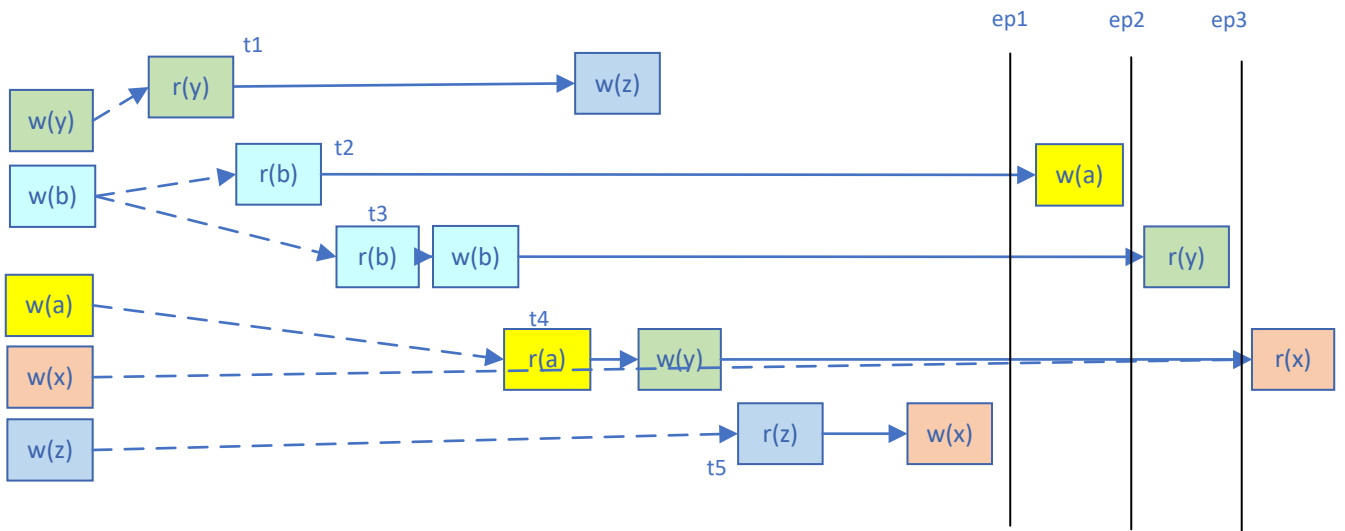 ep1 ep2 ep3
t1
r(y) w(z)
w(y)
t2
r(b) w(a)
w(b)
t3
r(b) w(b) r(y)
w(a)
t4
r(a) w(y) r(x)
w(x)
r(z) w(x)
w(z)
t5